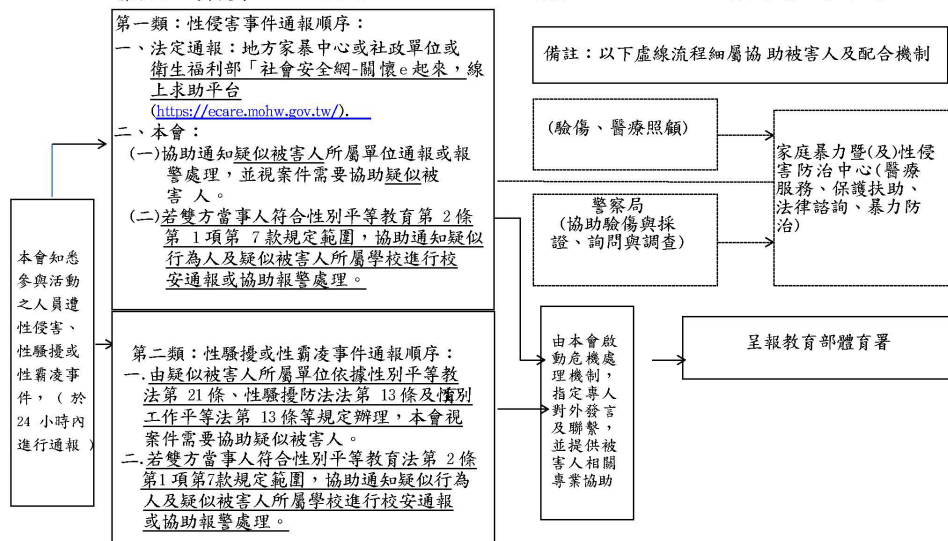 本會知悉
參與活動
之人員遭
性侵害、
性騷擾或
性霸凌事
件，（於
24 小時內
進行通報）
第一類：性侵害事件通報順序：
一、法定通報：地方家暴中心或社政單位或
衛生福利部「社會安全網-關懷 e 起來，線
上求助平台
(https://ecare.mohw.gov.tw/).
二、本會：
(一)協助通知疑似被害人所屬單位通報或報
警處理，並視案件需要協助疑似被
害 人。
(二)若雙方當事人符合性別平等教育第 2 條
第 1 項第 7 款規定範圍，協助通知疑似
行為人及疑似被害人所屬學校進行校
安通報或協助報警處理。
第二類：性騷擾或性霸凌事件通報順序：
一.由疑似被害人所屬單位依據性別平等教
法第 21 條、性騷擾防法法第 13 條及性別
工作平等法第 13 條等規定辦理，本會視
案件需要協助疑似被害人。
二.若雙方當事人符合性別平等教育法第 2 條
第1 項第7款規定範圍，協助通知疑似行為
人及疑似被害人所屬學校進行校安通報
或協助報警處理。
備註：以下虛線流程細屬協 助被害人及配合機制
(驗傷、醫療照顧)
警察局
(協助驗傷與採
證、詢問與調查)
家庭暴力暨(及)性侵
害防治中心(醫療
服務、保護扶助、
法律諮詢、暴力防
治)
由本會啟
動危機處
理機制，
指定專人
對外發言
及聯繫，
並提供被
害人相關
專業協助
呈報教育部體育署